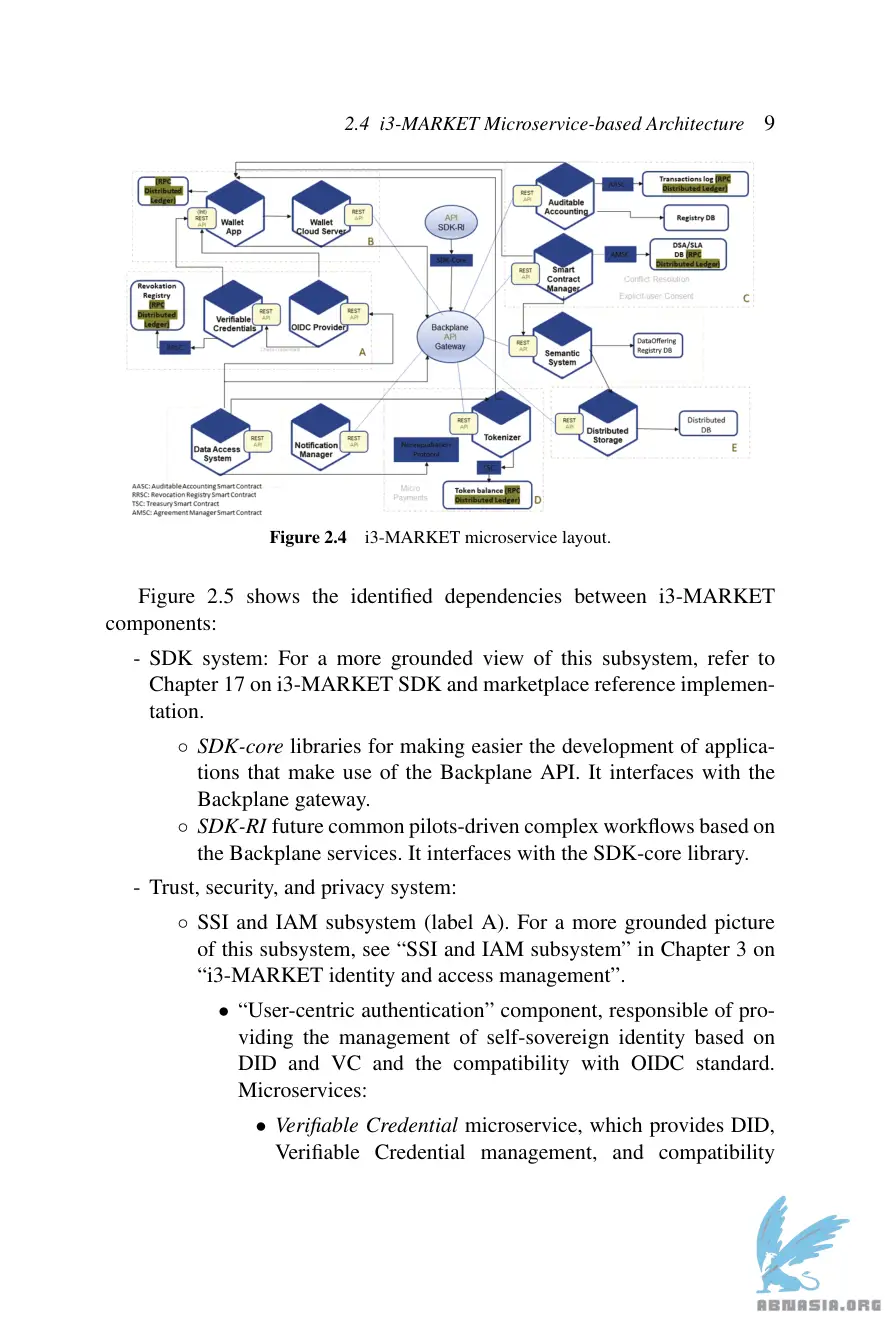 2.4 i3-MARKET Microservice-based Architecture 9
(RPC
Distributed
Ledger)
REST
API
Wallet
App
Wallet
Cloud Server
REST
API
B
API
SDK-RI
SDK-Core
REST
API
Auditable
Accounting
AASC
Transactions log (RPC
Distributed Ledger)
Registry DB
REST
API
Smart
Contract
Manager
AMSC
DSA/SLA
DB (RPC
Distributed Ledger)
Conflict Resolution
Explicit-user Consent
C
Revokation
Registry
(RPC
Distributed
Ledger)
Verifiable
Credentials
REST
API
OIDC Provider
REST
API
A
Backplane
API
Gateway
REST
API
Semantic
System
DataOffering
Registry DB
Data Access
System
REST
API
Notification
Manager
REST
API
Protocol
REST
API
Tokenizer
TSC
Micro
Payments
Token balance (RPC
Distributed Ledger)
D
REST
API
Distributed
Storage
Distributed
DB
E
AASC: Auditable Accounting Smart Contract
RRSC: Revocation Registry Smart Contract
TSC: Treasury Smart Contract
AMSC: Agreement Manager Smart Contract
Figure 2.4 i3-MARKET microservice layout.
Figure 2.5 shows the identified dependencies between i3-MARKET
components:
- SDK system: For a more grounded view of this subsystem, refer to
Chapter 17 on i3-MARKET SDK and marketplace reference implemen-
tation.
◦ SDK-core libraries for making easier the development of applica-
tions that make use of the Backplane API. It interfaces with the
Backplane gateway.
◦ SDK-RI future common pilots-driven complex workflows based on
the Backplane services. It interfaces with the SDK-core library.
- Trust, security, and privacy system:
◦ SSI and IAM subsystem (label A). For a more grounded picture
of this subsystem, see “SSI and IAM subsystem” in Chapter 3 on
“i3-MARKET identity and access management”.
• “User-centric authentication” component, responsible of pro-
viding the management of self-sovereign identity based on
DID and VC and the compatibility with OIDC standard.
Microservices:
• Verifiable Credential microservice, which provides DID,
Verifiable Credential management, and compatibility
ABNASIA.ORG